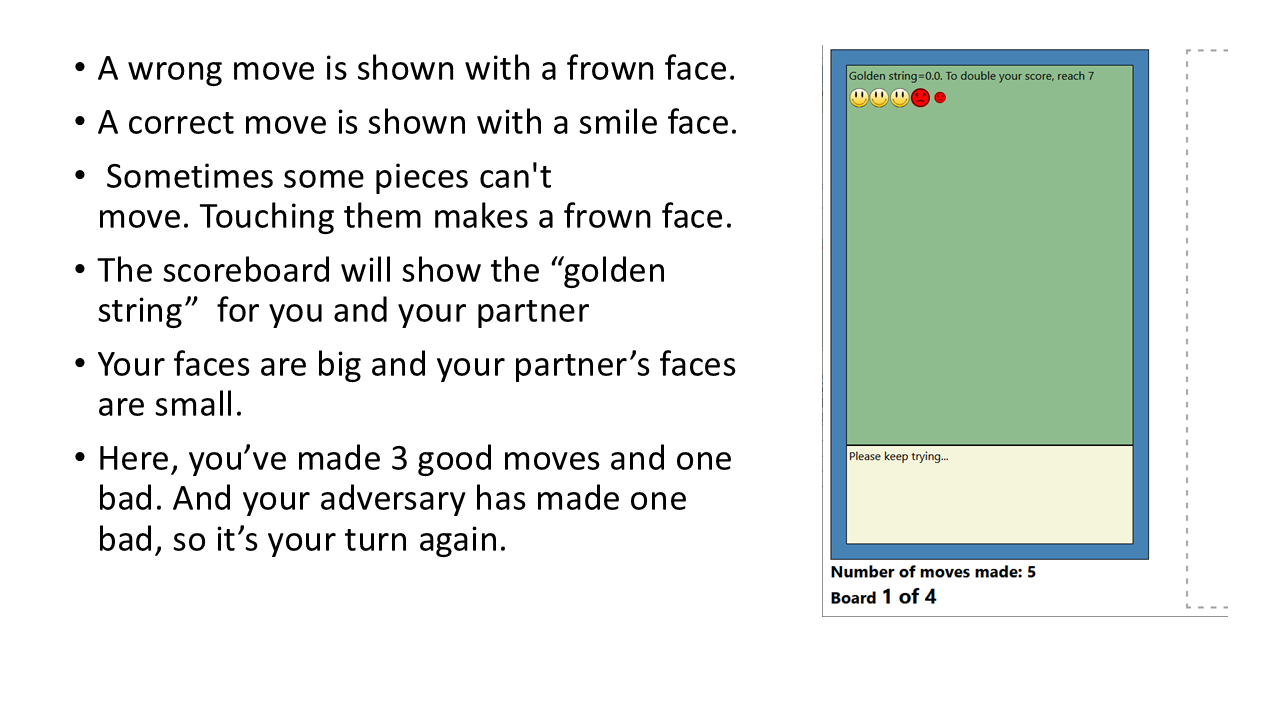 • A wrong move is shown with a frown face.
• A correct move is shown with a smile face.
• Sometimes some pieces can't
move. Touching them makes a frown face.
• The scoreboard will show the “golden
string” for you and your partner
• Your faces are big and your partner’s faces
are small.
• Here, you’ve made 3 good moves and one
bad. And your adversary has made one
bad, so it’s your turn again.
Golden string=0.0. To double your score, reach 7
Please keep trying...
Number of moves made: 5
Board 1 of 4